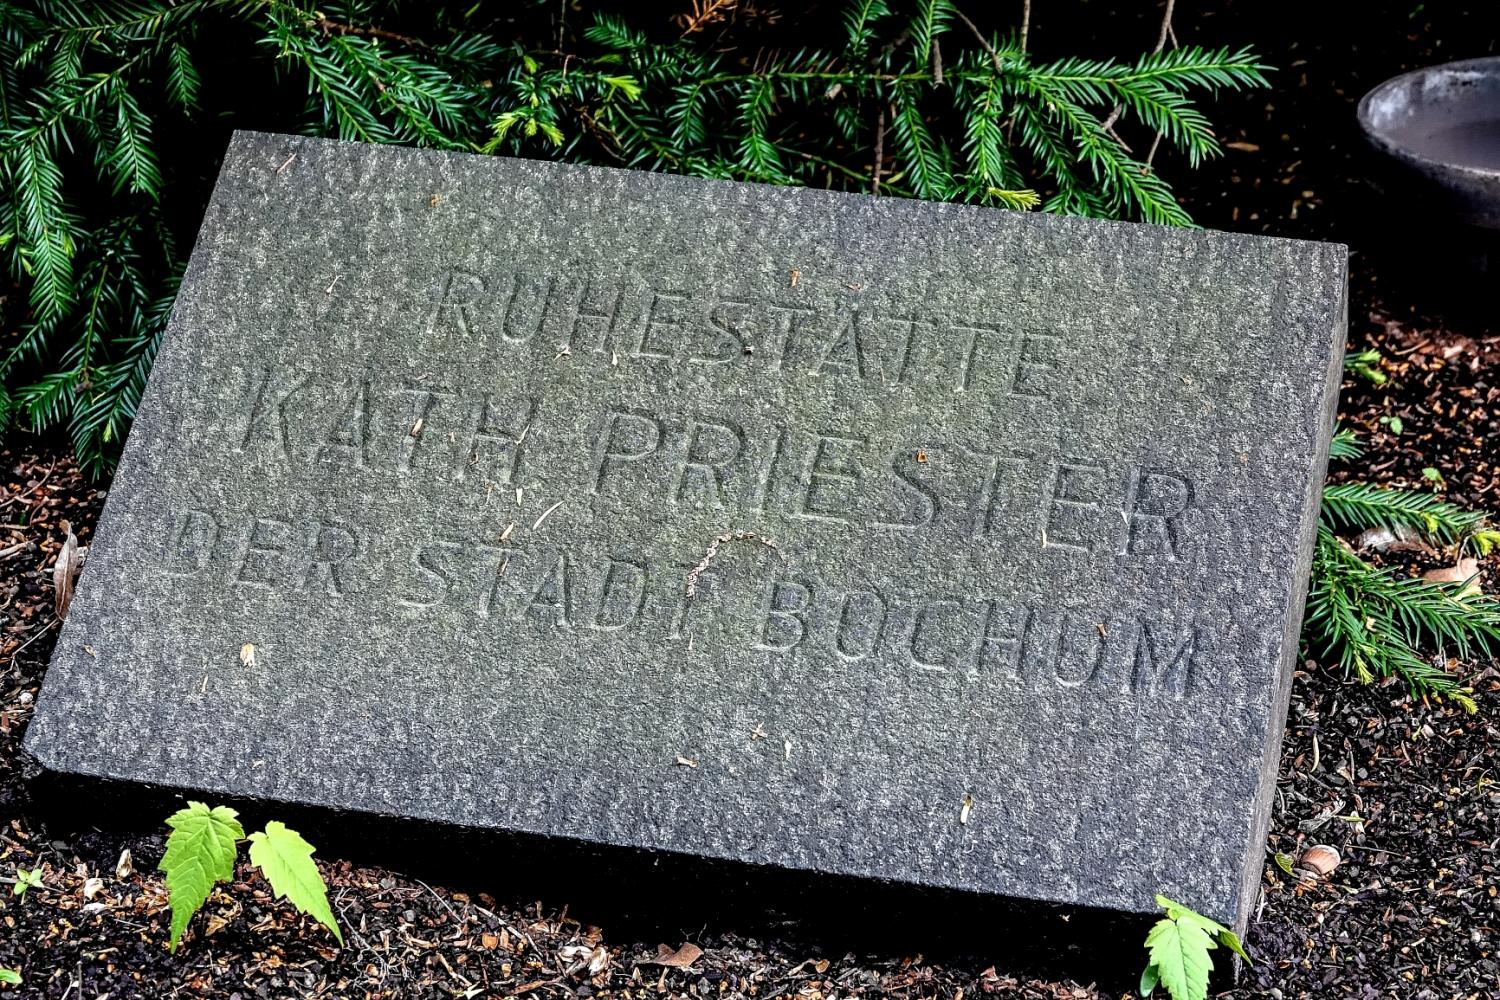 RUHESTÄTTE
KATH PRIESTER
DER STADT BOCHUM